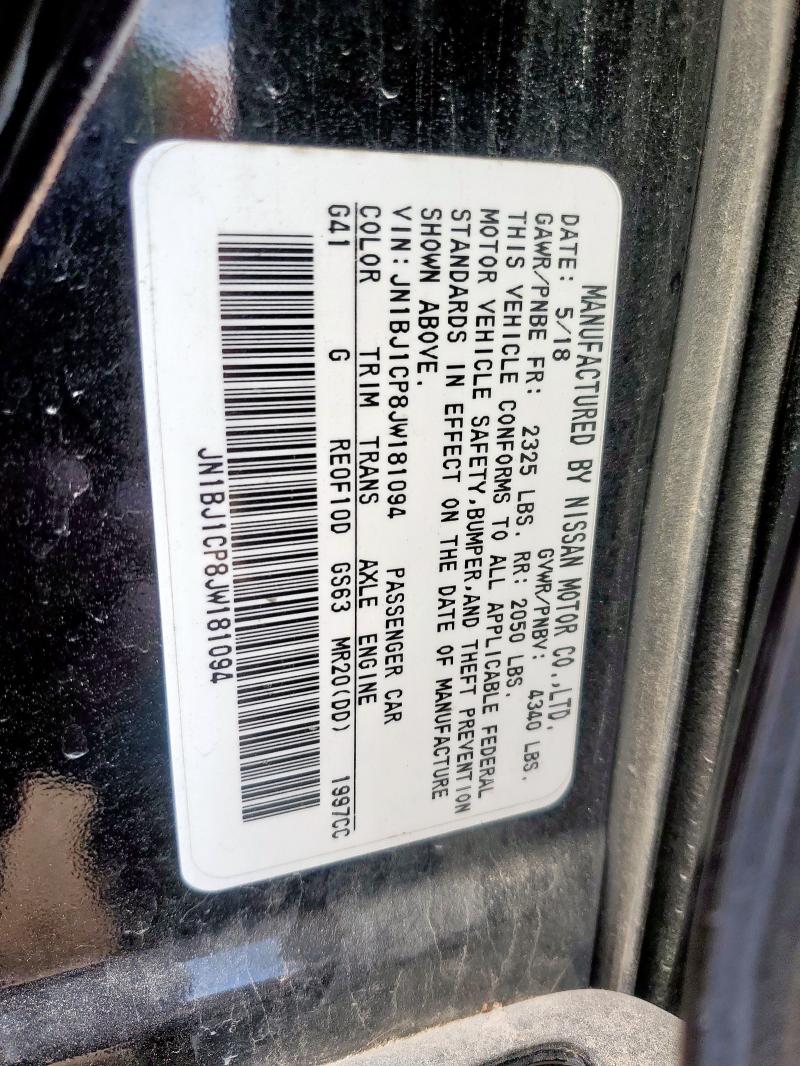 MANUFACTURED BY NISSAN MOTOR CO.,LTD.
DATE: 5/18 GVWR/PNBV: 4340 LBS.
GAWR/PNBE FR: 2325 LBS. RR: 2050 LBS.
THIS VEHICLE CONFORMS TO ALL APPLICABLE FEDERAL
MOTOR VEHICLE SAFETY,BUMPER,AND THEFT PREVENTION
STANDARDS IN EFFECT ON THE DATE OF MANUFACTURE
SHOWN ABOVE.
VIN: JN1BJ1CP8JW181094 PASSENGER CAR
COLOR TRIM TRANS AXLE ENGINE
G41 G RE0F10D GS63 MR20(DD) 1997CC
JN1BJ1CP8JW181094